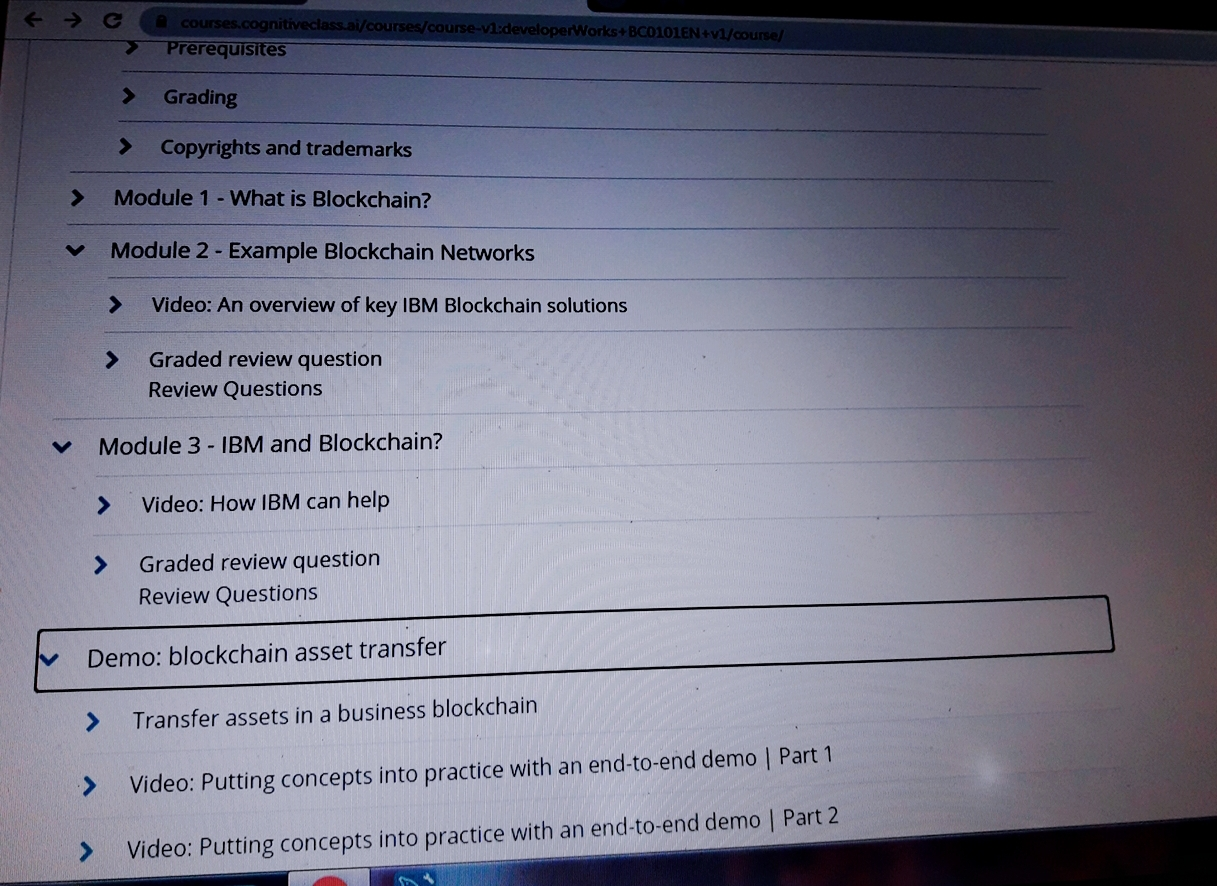 courses.cognitiveclass.ai/courses/course-v1:developerWorks+BC0101EN+v1/course/
Prerequisites
Grading
Copyrights and trademarks
Module 1 - What is Blockchain?
Module 2 - Example Blockchain Networks
Video: An overview of key IBM Blockchain solutions
Graded review question
Review Questions
Module 3 - IBM and Blockchain?
Video: How IBM can help
Graded review question
Review Questions
Demo: blockchain asset transfer
Transfer assets in a business blockchain
Video: Putting concepts into practice with an end-to-end demo | Part 1
Video: Putting concepts into practice with an end-to-end demo | Part 2